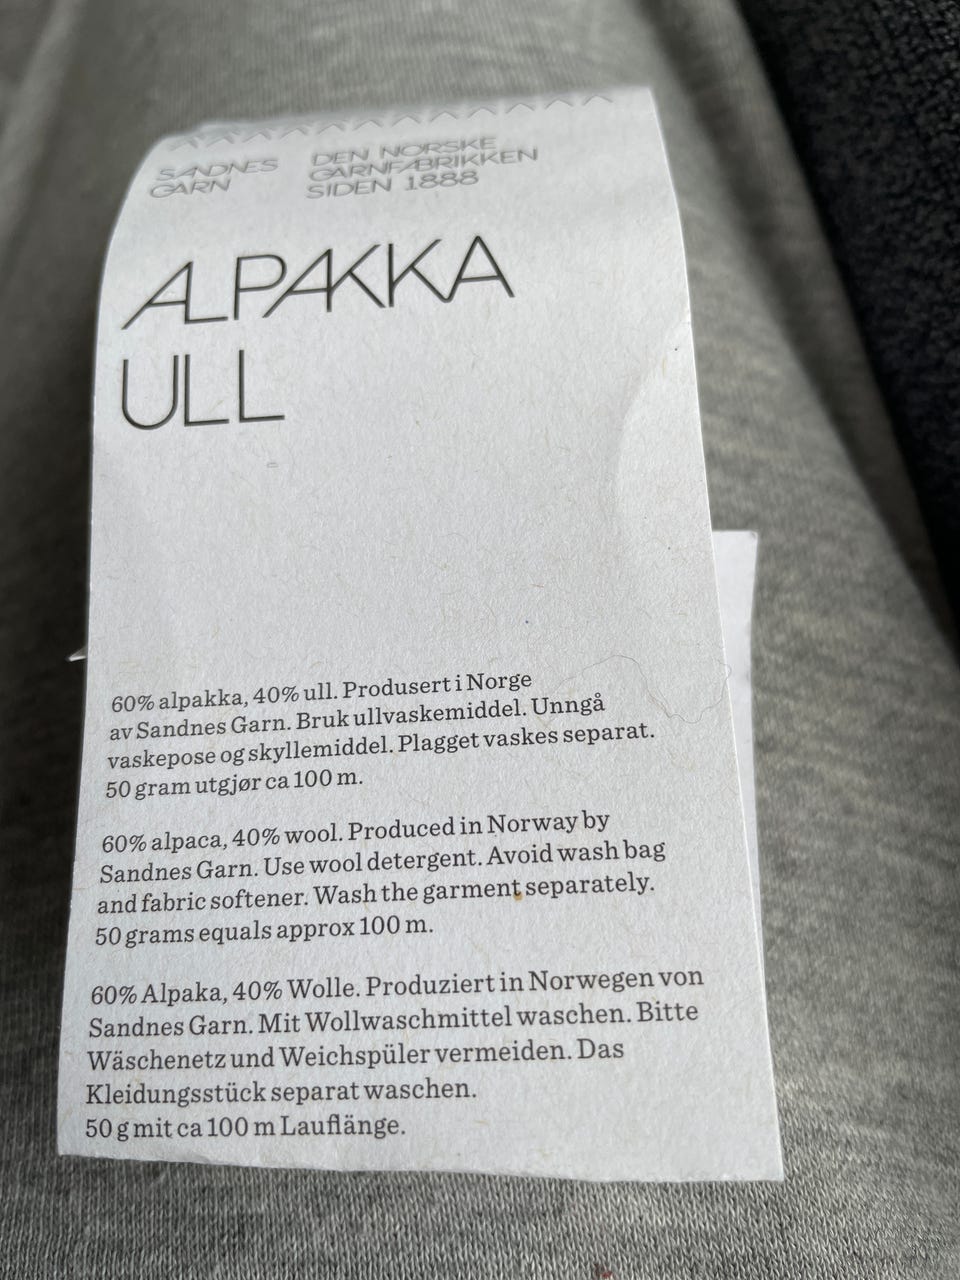 SANDNES
GARN
DEN NORSKE
GARNFABRIKKEN
SIDEN 1888
ALPAKKA
ULL
60% alpakka, 40% ull. Produsert i Norge
av Sandnes Garn. Bruk ullvaskemiddel. Unngå
vaskepose og skyllemiddel. Plagget vaskes separat.
50 gram utgjør ca 100 m.
60% alpaca, 40% wool. Produced in Norway by
Sandnes Garn. Use wool detergent. Avoid wash bag
and fabric softener. Wash the garment separately.
50 grams equals approx 100 m.
60% Alpaka, 40% Wolle. Produziert in Norwegen von
Sandnes Garn. Mit Wollwaschmittel waschen. Bitte
Wäschenetz und Weichspüler vermeiden. Das
Kleidungsstück separat waschen.
50 g mit ca 100 m Lauflänge.